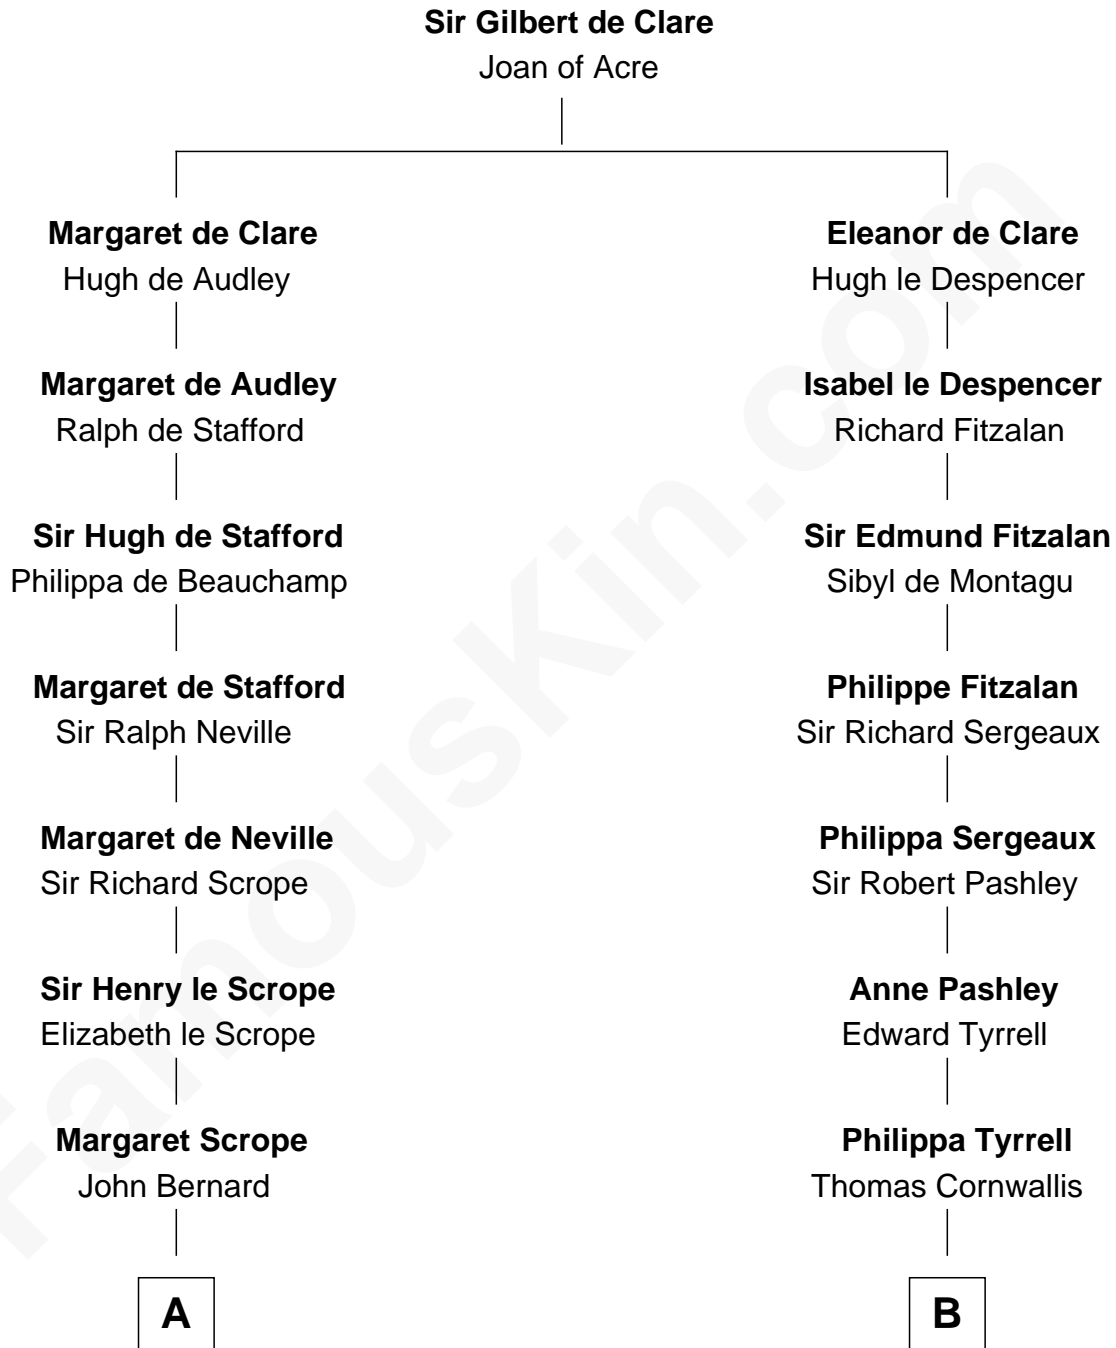 Sir Gilbert de Clare
Joan of Acre
Margaret de Clare
Hugh de Audley
Margaret de Audley
Ralph de Stafford
Sir Hugh de Stafford
Philippa de Beauchamp
Margaret de Stafford
Sir Ralph Neville
Margaret de Neville
Sir Richard Scrope
Sir Henry le Scrope
Elizabeth le Scrope
Margaret Scrope
John Bernard
A
Eleanor de Clare
Hugh le Despencer
Isabel le Despencer
Richard Fitzalan
Sir Edmund Fitzalan
Sibyl de Montagu
Philippe Fitzalan
Sir Richard Sergeaux
Philippa Sergeaux
Sir Robert Pashley
Anne Pashley
Edward Tyrrell
Philippa Tyrrell
Thomas Cornwallis
B
FamousKin.com